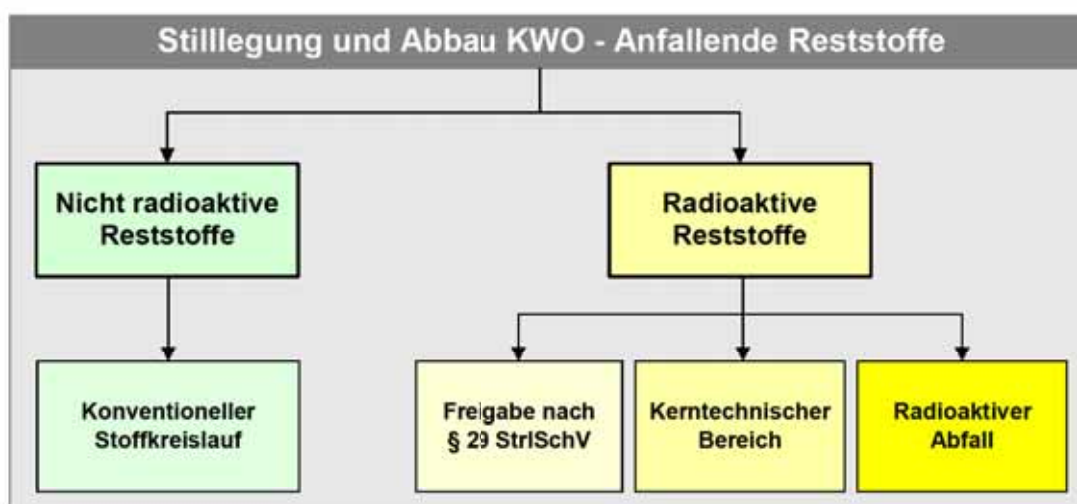 Stilllegung und Abbau KWO - Anfallende Reststoffe
Nicht radioaktive
Reststoffe
Radioaktive
Reststoffe
Konventioneller
Stoffkreislauf
Freigabe nach
§ 29 StrlSchV
Kerntechnischer
Bereich
Radioaktiver
Abfall